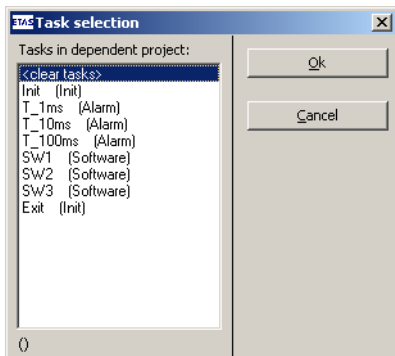 ETAS Task selection
Tasks in dependent project:
<clear tasks>
Init (Init)
T_1ms (Alarm)
T_10ms (Alarm)
T_100ms (Alarm)
SW1 (Software)
SW2 (Software)
SW3 (Software)
Exit (Init)
()
Ok
Cancel